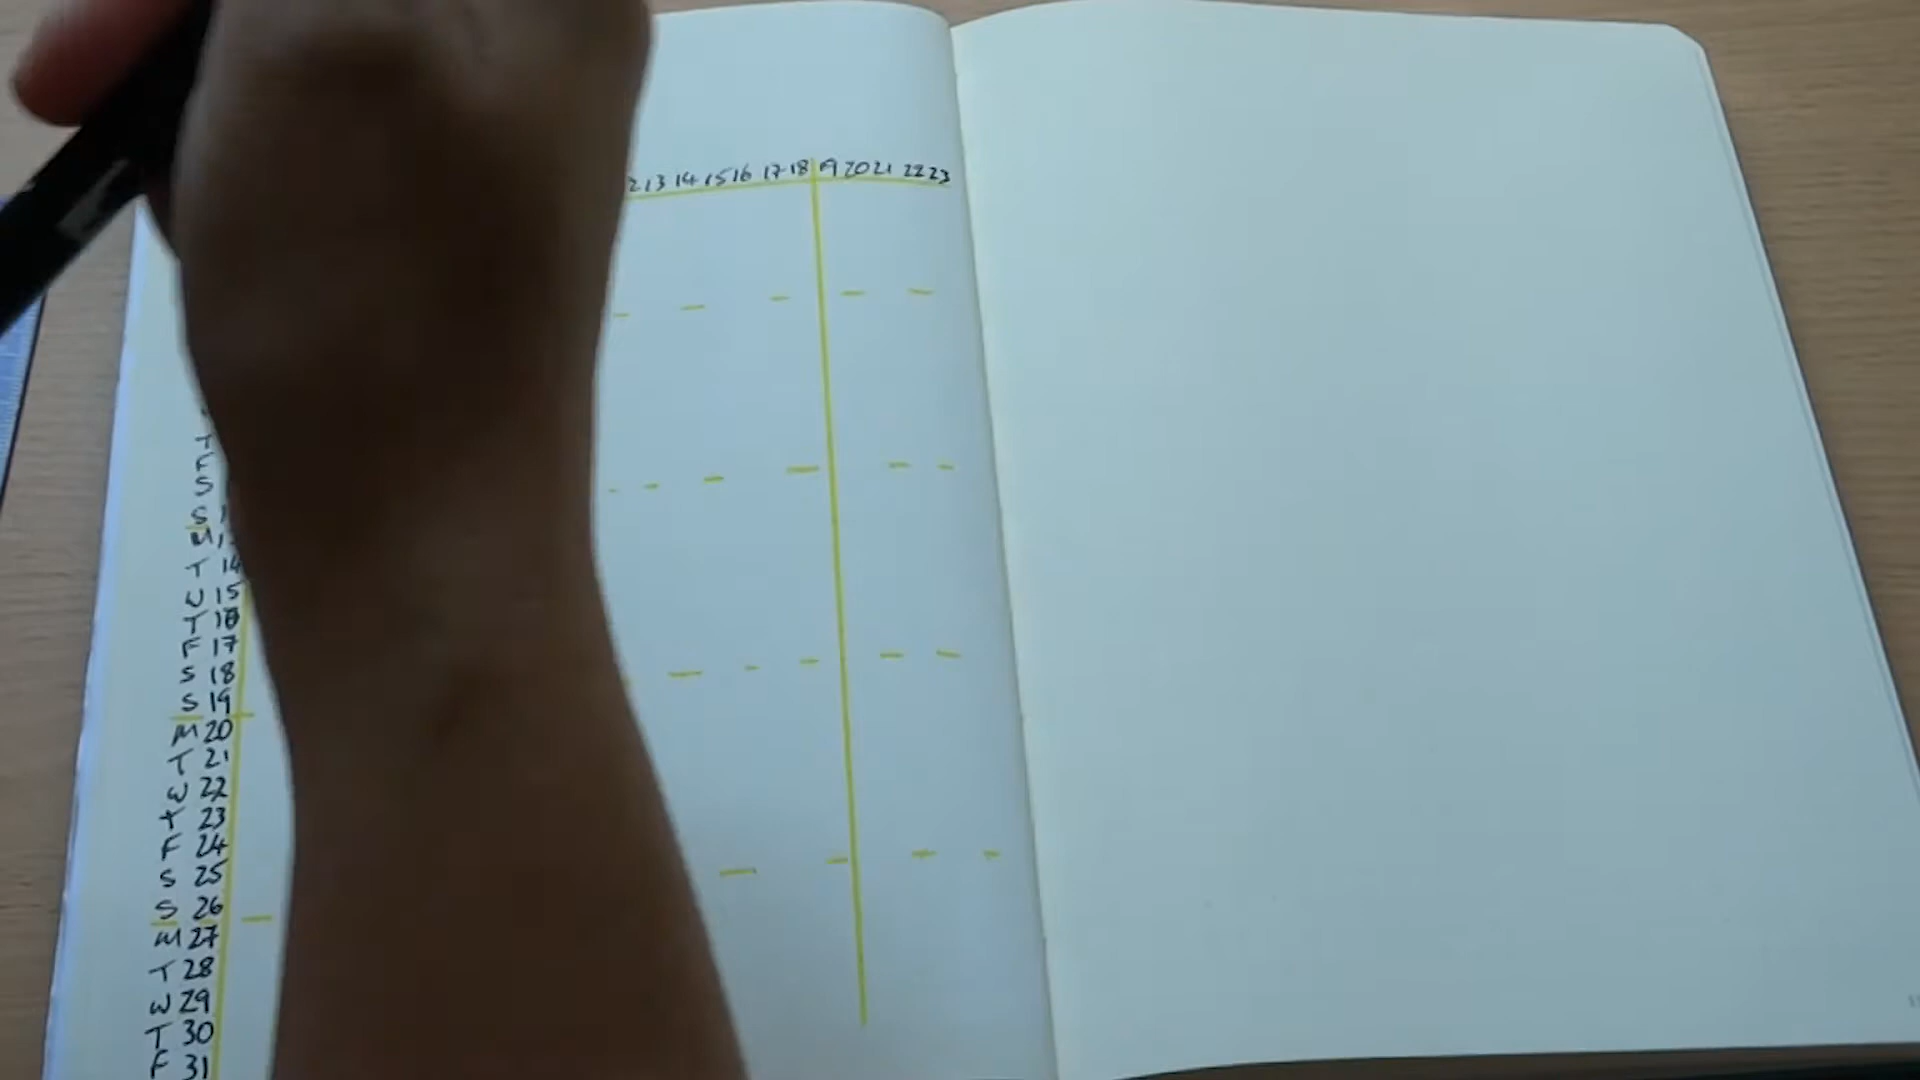 13 14 15 16 17 18 19 20 21 22 23
T
F
S
S
M
T 14
W 15
T 16
F 17
S 18
S 19
M 20
T 21
W 22
T 23
F 24
S 25
S 26
M 27
T 28
W 29
T 30
F 31